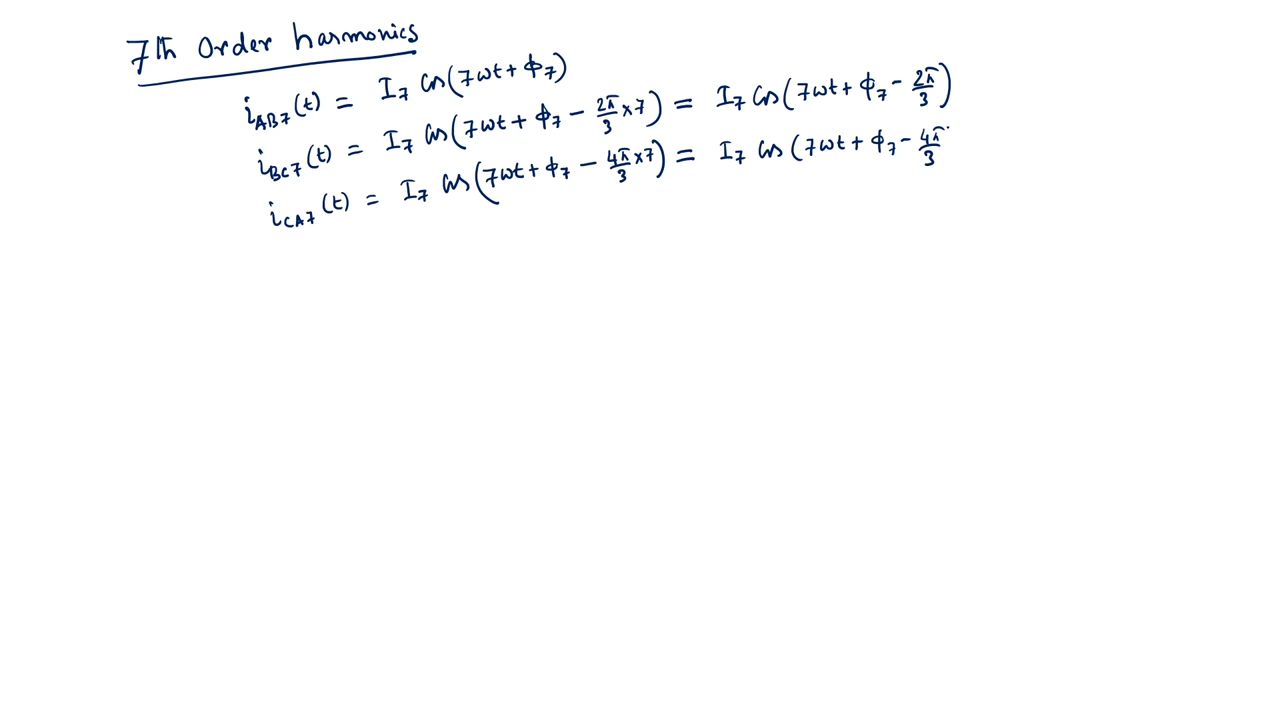 7th Order harmonics
i_AB7(t) = I_7 Cos(7ωt + ϕ_7)
i_BC7(t) = I_7 Cos(7ωt + ϕ_7 − 2π/3 × 7) = I_7 Cos(7ωt + ϕ_7 − 2π/3)
i_CA7(t) = I_7 Cos(7ωt + ϕ_7 − 4π/3 × 7) = I_7 Cos(7ωt + ϕ_7 − 4π/3